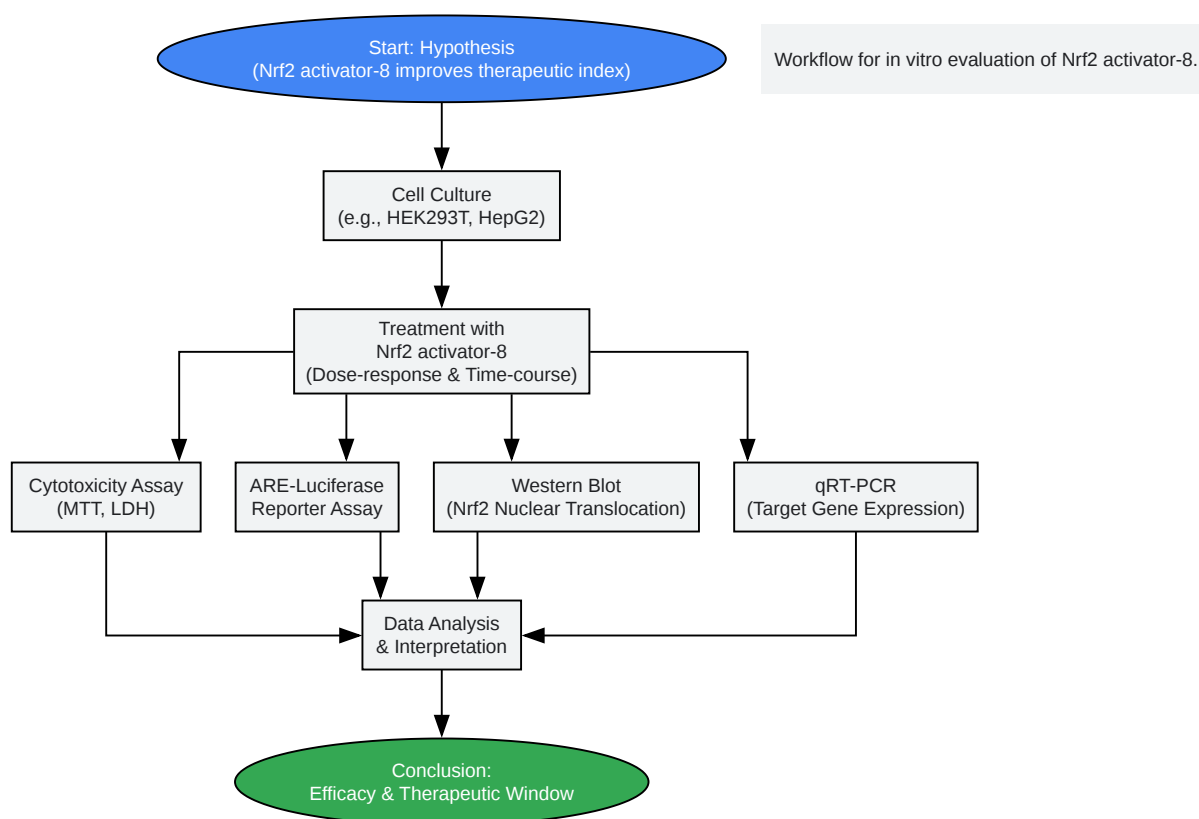 Start: Hypothesis
(Nrf2 activator-8 improves therapeutic index)
Workflow for in vitro evaluation of Nrf2 activator-8.
Cell Culture
(e.g., HEK293T, HepG2)
Treatment with
Nrf2 activator-8
(Dose-response & Time-course)
Cytotoxicity Assay
(MTT, LDH)
ARE-Luciferase
Reporter Assay
Western Blot
(Nrf2 Nuclear Translocation)
qRT-PCR
(Target Gene Expression)
Data Analysis
& Interpretation
Conclusion:
Efficacy & Therapeutic Window